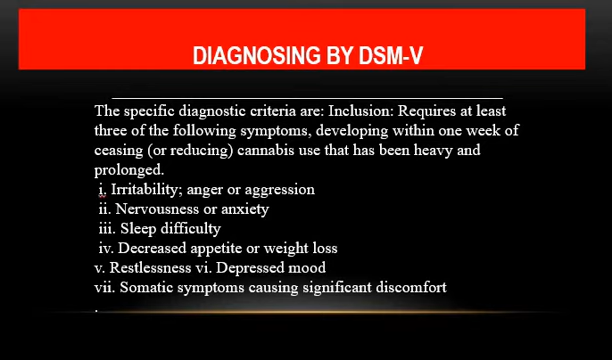 DIAGNOSING BY DSM-V
The specific diagnostic criteria are: Inclusion: Requires at least
three of the following symptoms, developing within one week of
ceasing (or reducing) cannabis use that has been heavy and
prolonged.
i. Irritability; anger or aggression
ii. Nervousness or anxiety
iii. Sleep difficulty
iv. Decreased appetite or weight loss
v. Restlessness vi. Depressed mood
vii. Somatic symptoms causing significant discomfort
.